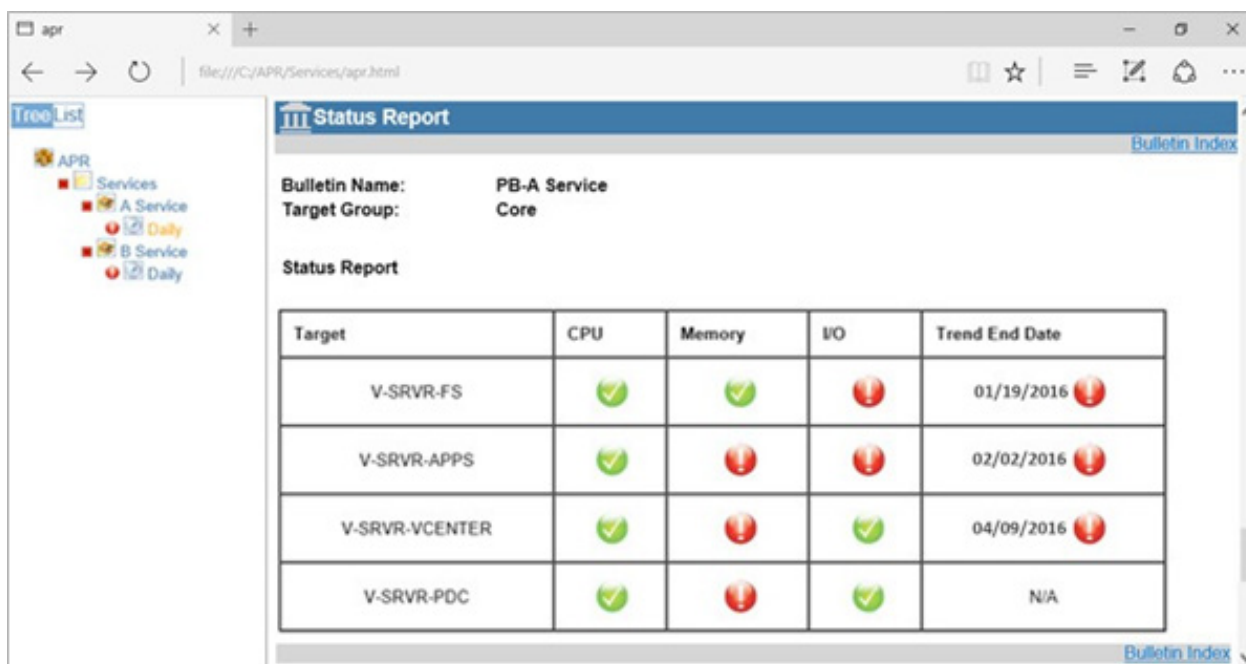 apr
file:///C:/APR/Services/apr.html
TreeList
APR
Services
A Service
Daily
B Service
Daily
Status Report
Bulletin Index
Bulletin Name: PB-A Service
Target Group: Core
Status Report
Target CPU Memory I/O Trend End Date
V-SRVR-FS 01/19/2016
V-SRVR-APPS 02/02/2016
V-SRVR-VCENTER 04/09/2016
V-SRVR-PDC N/A
Bulletin Index